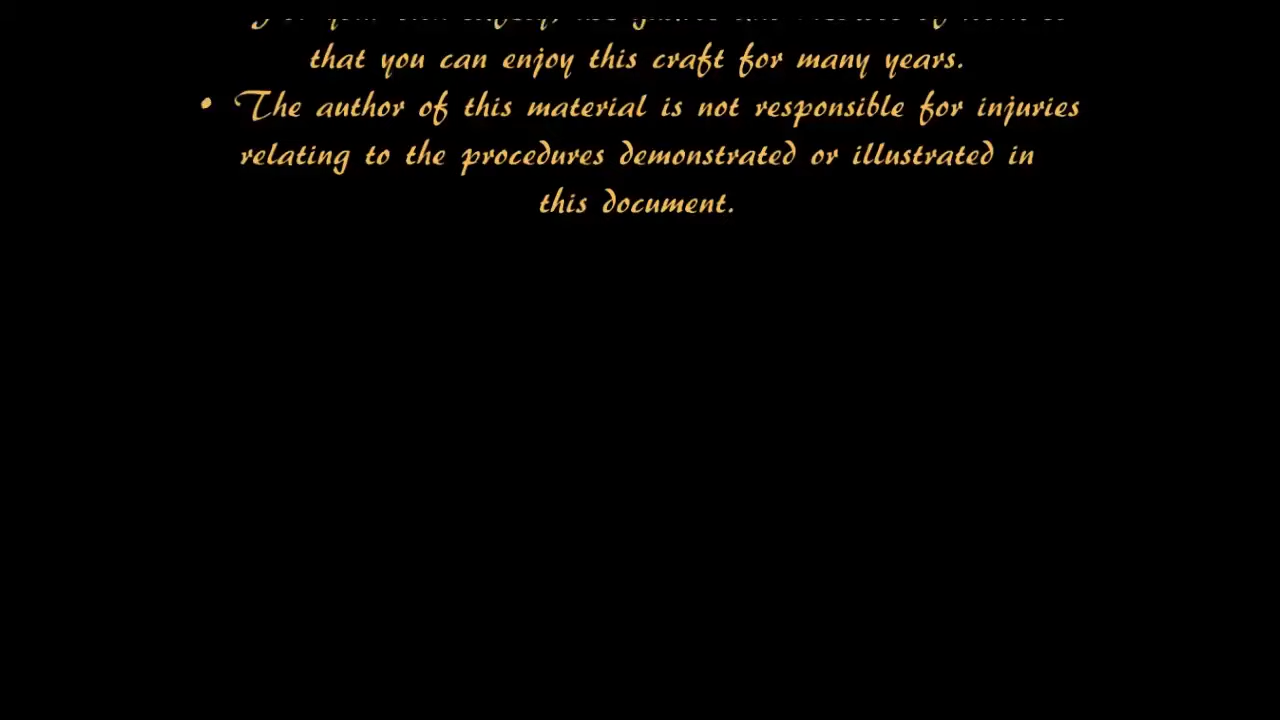 that you can enjoy this craft for many years.
• The author of this material is not responsible for injuries
relating to the procedures demonstrated or illustrated in
this document.